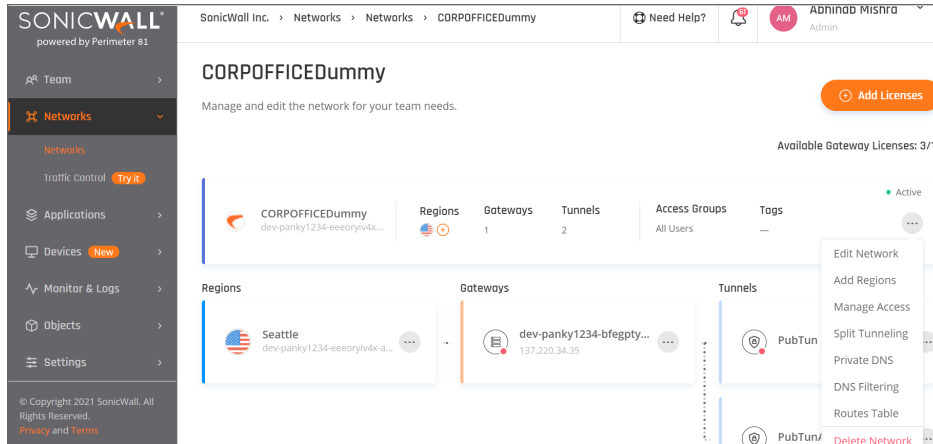 SONICWALL
powered by Perimeter 81
SonicWall Inc. > Networks > Networks > CORPOFFICEDummy
Need Help?
61
AM
Abhinab Mishra
Admin
Team
Networks
Networks
Traffic Control Try it
Applications
Devices New
Monitor & Logs
Objects
Settings
© Copyright 2021 SonicWall. All
Rights Reserved.
Privacy and Terms
CORPOFFICEDummy
Manage and edit the network for your team needs.
Add Licenses
Available Gateway Licenses: 3/
Active
CORPOFFICEDummy
dev-panky1234-eeeoryiv4x...
Regions
Gateways
1
Tunnels
2
Access Groups
All Users
Tags
—
Edit Network
Add Regions
Manage Access
Split Tunneling
Private DNS
DNS Filtering
Routes Table
Delete Network
Regions
Seattle
dev-panky1234-eeeoryiv4x-a...
Gateways
dev-panky1234-bfegpty...
137.220.34.35
Tunnels
PubTun
PubTunA